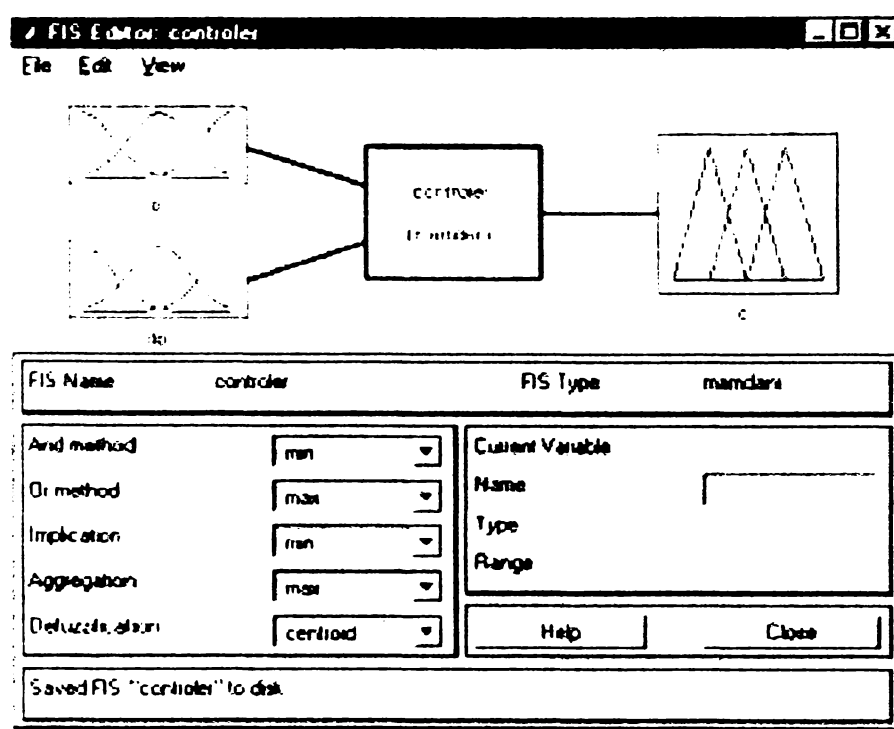 FIS Editor: controler
File Edit View
controler
c
FIS Name controler FIS Type mamdani
And method min
Or method max
Implication min
Aggregation max
Defuzzification centroid
Current Variable
Name
Type
Range
Help Close
Saved FIS "controler" to disk